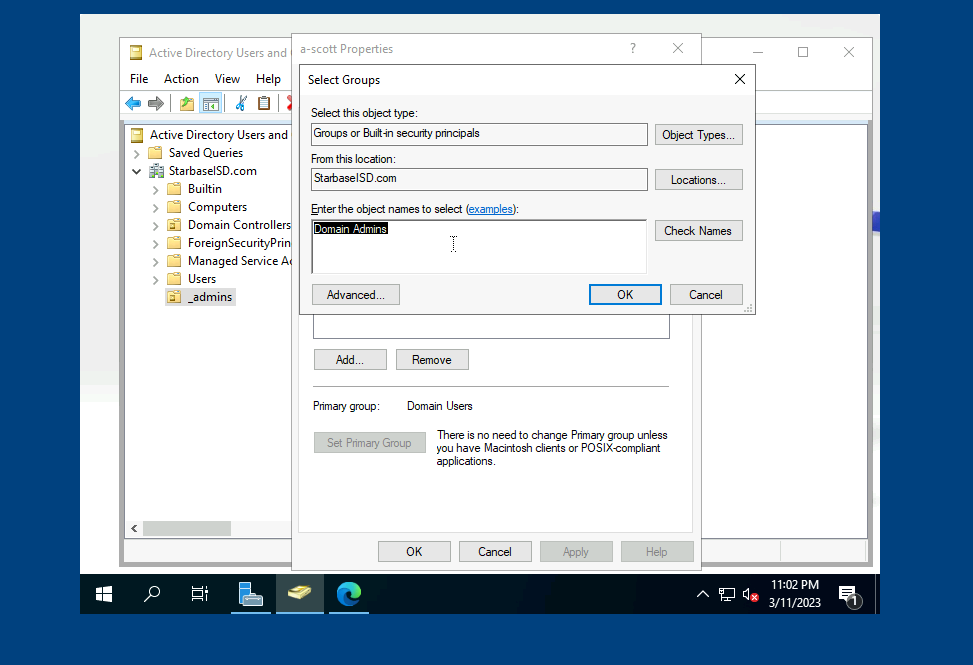 Active Directory Users and
a-scott Properties
File Action View Help
Select Groups
Select this object type:
Groups or Built-in security principals
Object Types...
From this location:
StarbaseISD.com
Locations...
Enter the object names to select (examples):
Domain Admins
Check Names
Advanced...
OK
Cancel
Active Directory Users and
Saved Queries
StarbaseISD.com
Builtin
Computers
Domain Controllers
ForeignSecurityPrin
Managed Service Ac
Users
_admins
Add...
Remove
Primary group: Domain Users
Set Primary Group
There is no need to change Primary group unless
you have Macintosh clients or POSIX-compliant
applications.
OK
Cancel
Apply
Help
11:02 PM
3/11/2023
1